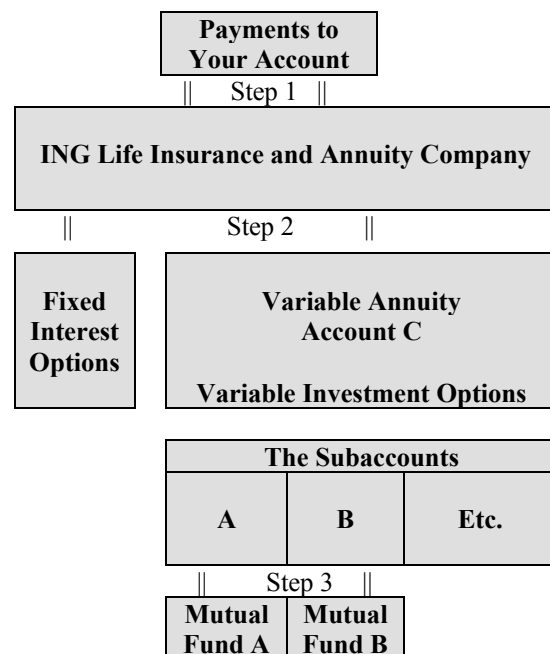 Payments to
Your Account
|| Step 1 ||
ING Life Insurance and Annuity Company
|| Step 2 ||
Fixed
Interest
Options
Variable Annuity
Account C
Variable Investment Options
The Subaccounts
A B Etc.
|| Step 3 ||
Mutual
Fund A
Mutual
Fund B